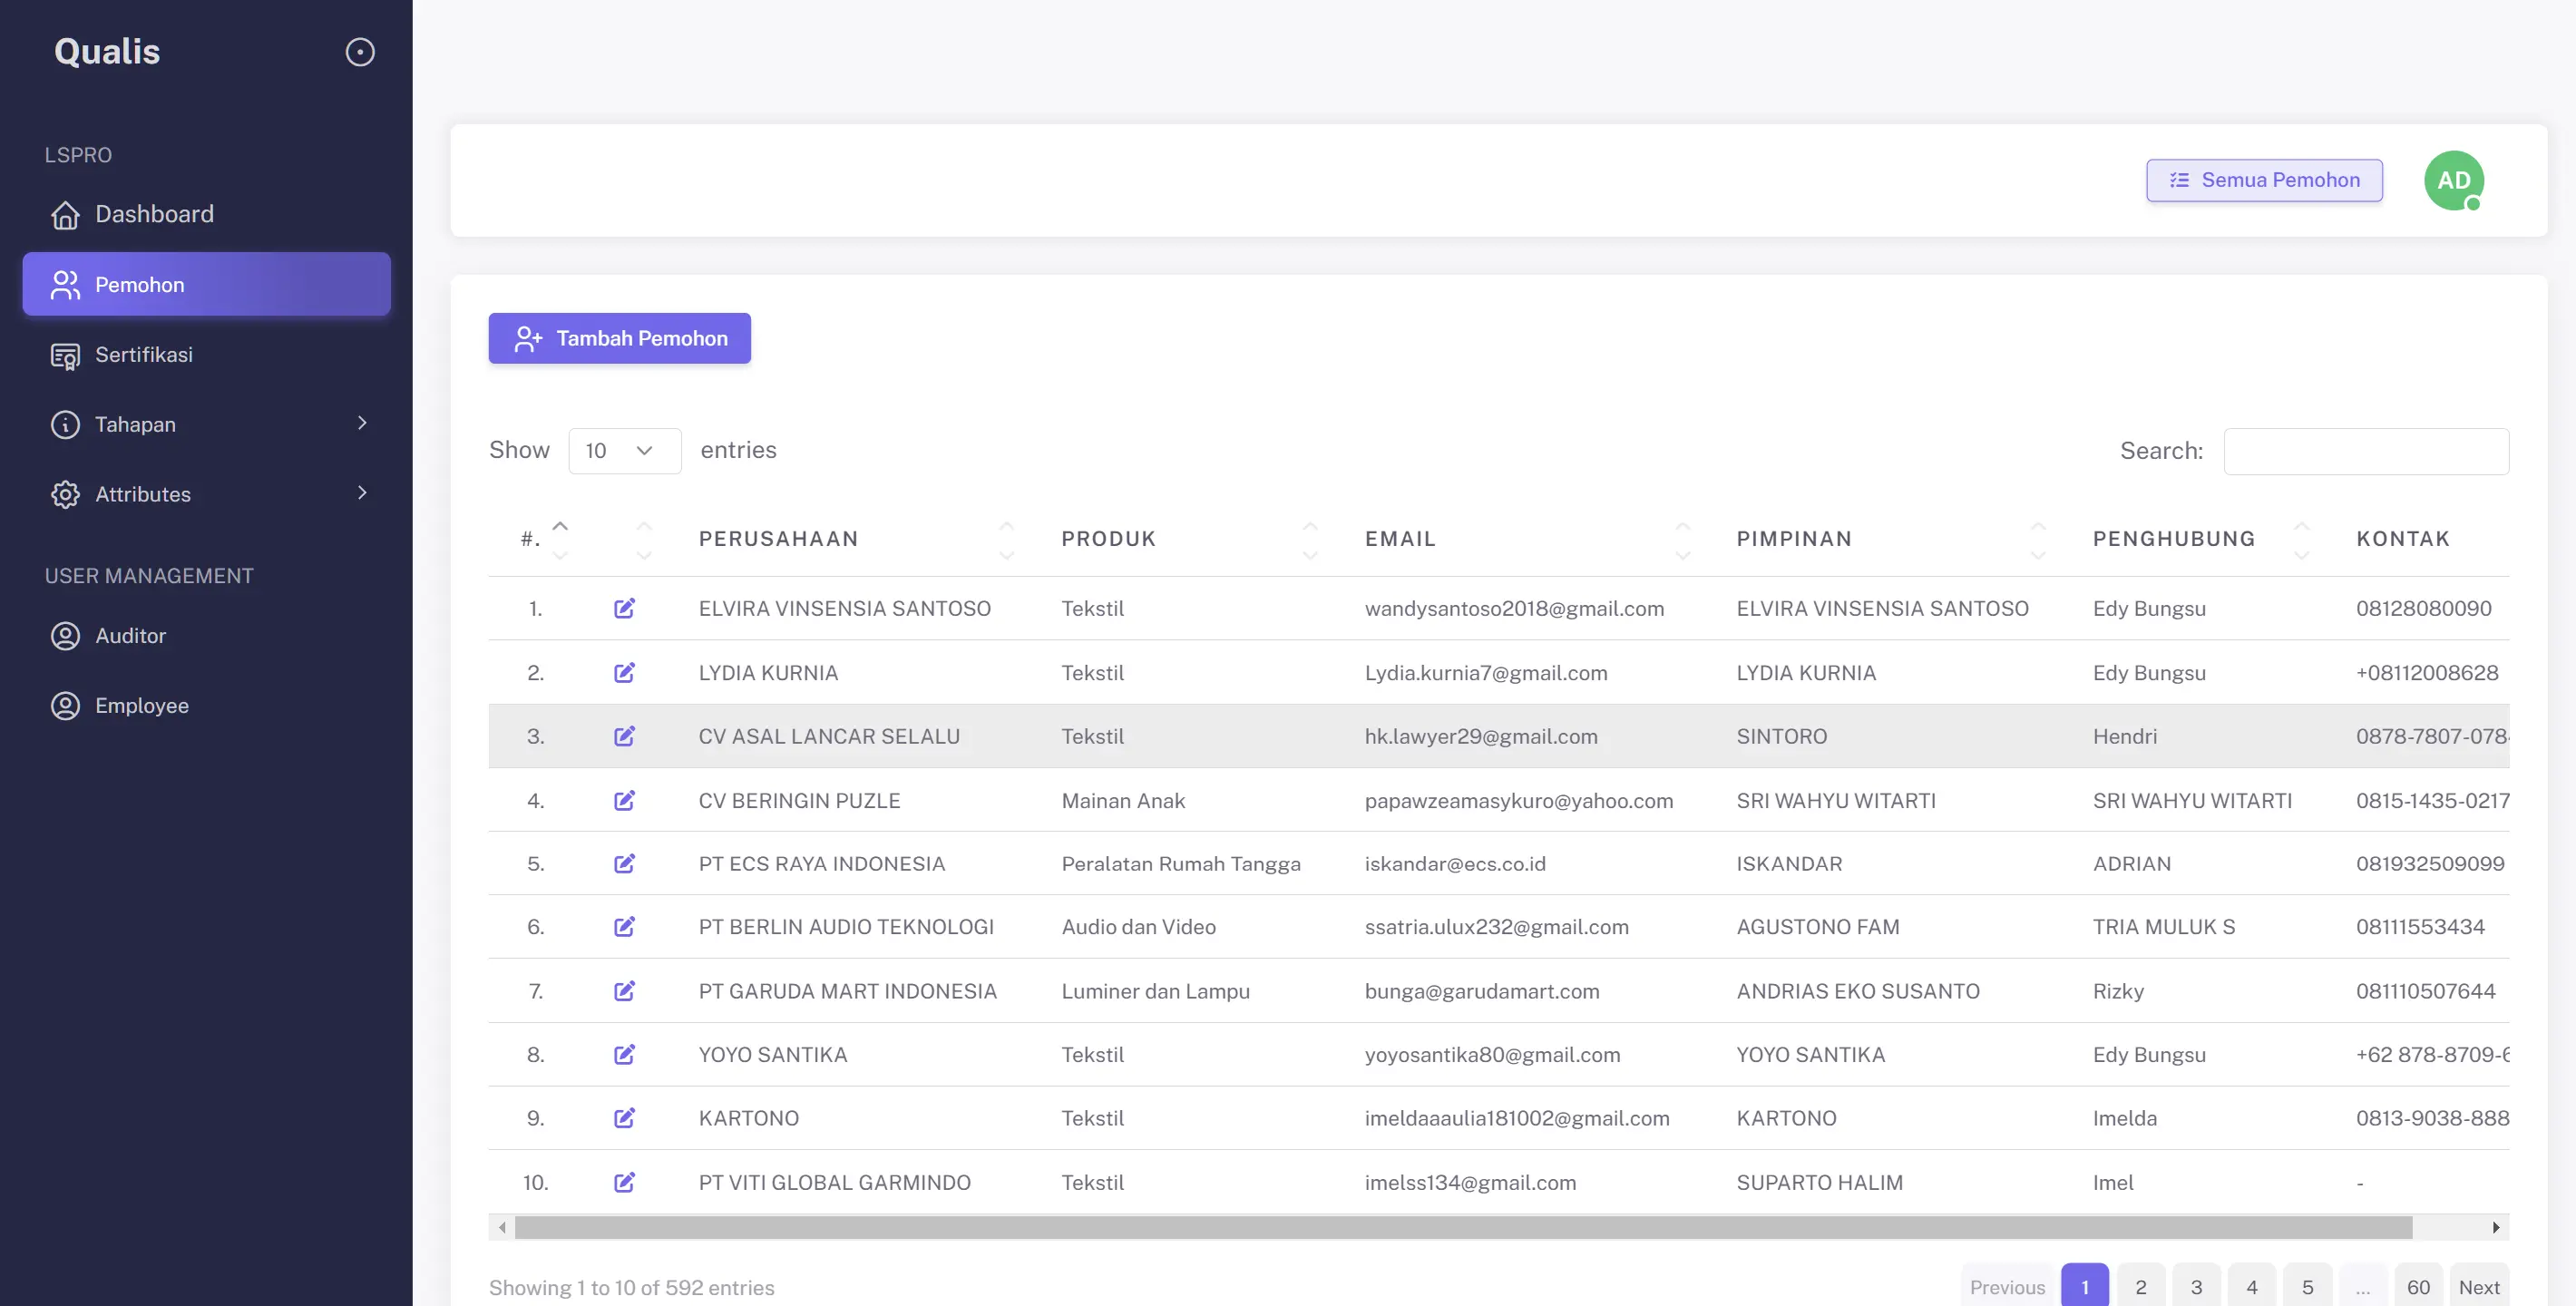 Qualis
LSPRO
Dashboard
Pemohon
Sertifikasi
Tahapan
Attributes
USER MANAGEMENT
Auditor
Employee
Semua Pemohon
AD
Tambah Pemohon
Show 10 entries
Search:
#. PERUSAHAAN PRODUK EMAIL PIMPINAN PENGHUBUNG KONTAK
1. ELVIRA VINSENSIA SANTOSO Tekstil wandysantoso2018@gmail.com ELVIRA VINSENSIA SANTOSO Edy Bungsu 08128080090
2. LYDIA KURNIA Tekstil Lydia.kurnia7@gmail.com LYDIA KURNIA Edy Bungsu +08112008628
3. CV ASAL LANCAR SELALU Tekstil hk.lawyer29@gmail.com SINTORO Hendri 0878-7807-078
4. CV BERINGIN PUZLE Mainan Anak papawzeamasykuro@yahoo.com SRI WAHYU WITARTI SRI WAHYU WITARTI 0815-1435-0217
5. PT ECS RAYA INDONESIA Peralatan Rumah Tangga iskandar@ecs.co.id ISKANDAR ADRIAN 081932509099
6. PT BERLIN AUDIO TEKNOLOGI Audio dan Video ssatria.ulux232@gmail.com AGUSTONO FAM TRIA MULUK S 08111553434
7. PT GARUDA MART INDONESIA Luminer dan Lampu bunga@garudamart.com ANDRIAS EKO SUSANTO Rizky 081110507644
8. YOYO SANTIKA Tekstil yoyosantika80@gmail.com YOYO SANTIKA Edy Bungsu +62 878-8709-
9. KARTONO Tekstil imeldaaaulia181002@gmail.com KARTONO Imelda 0813-9038-888
10. PT VITI GLOBAL GARMINDO Tekstil imelss134@gmail.com SUPARTO HALIM Imel -
Showing 1 to 10 of 592 entries
Previous 1 2 3 4 5 ... 60 Next